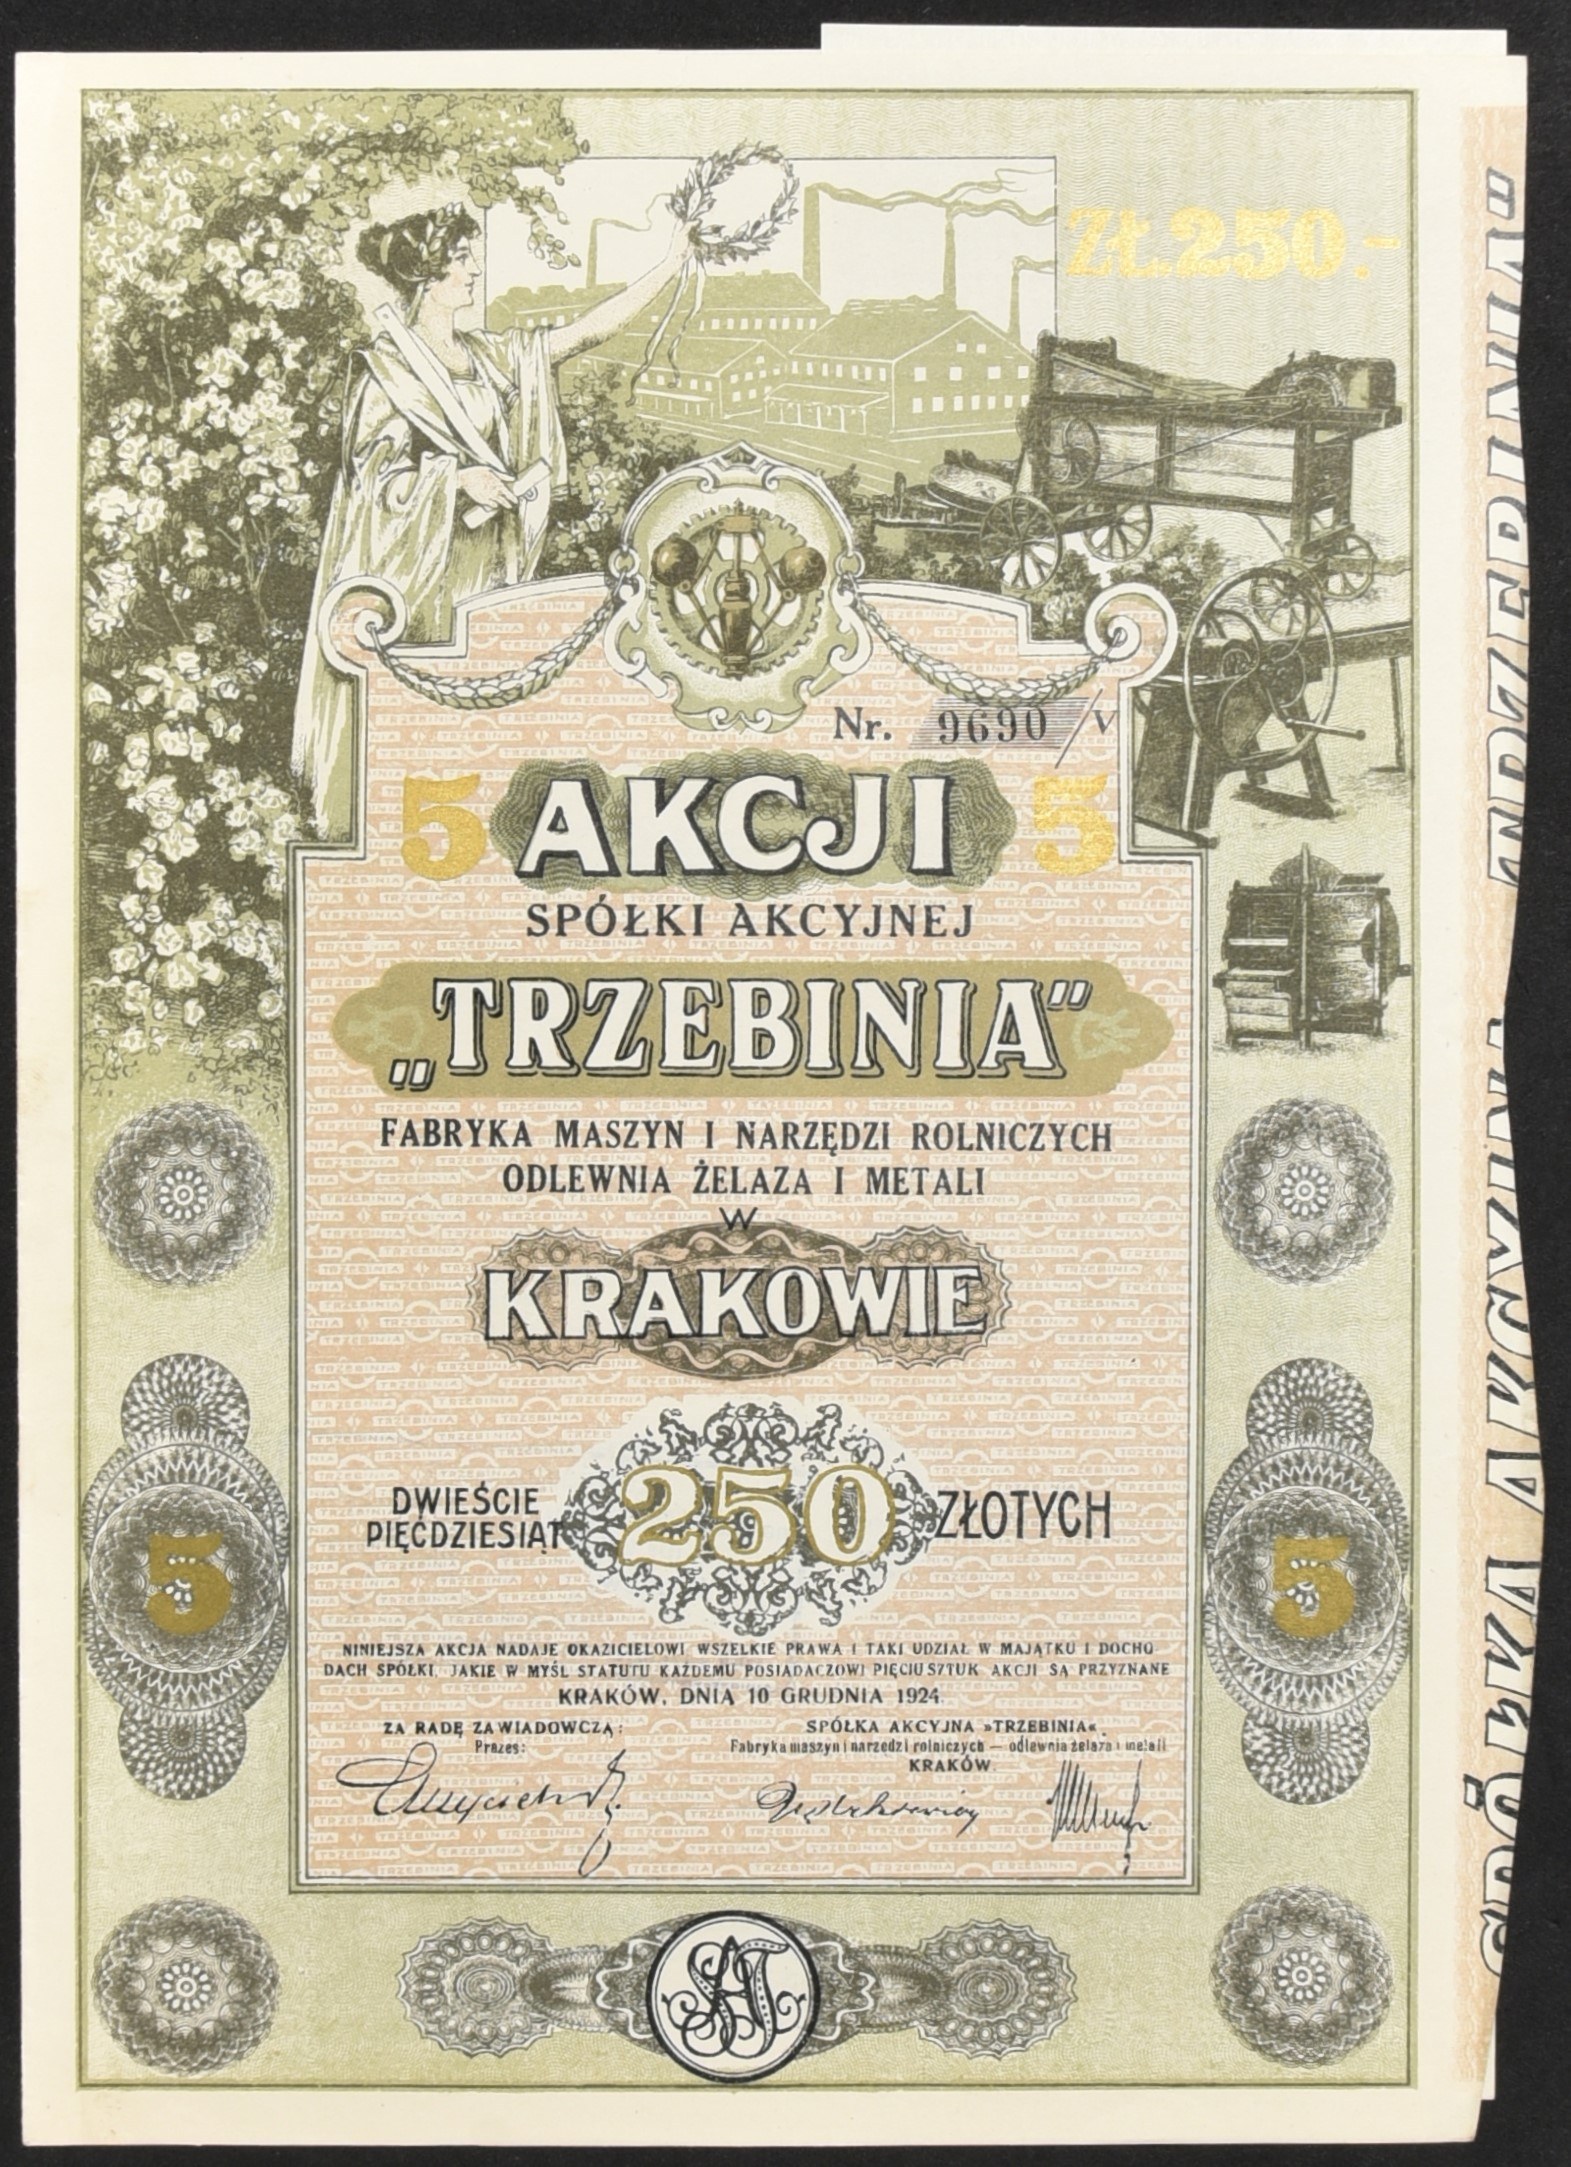 ZŁ.250.-
Nr. 9690/V
5 AKCJI 5
SPÓŁKI AKCYJNEJ
„TRZEBINIA”
FABRYKA MASZYN I NARZĘDZI ROLNICZYCH
ODLEWNIA ŻELAZA I METALI
W
KRAKOWIE
DWIEŚCIE PIĘĆDZIESIĄT 250 ZŁOTYCH
5 5
NINIEJSZA AKCJA NADAJE OKAZICIELOWI WSZELKIE PRAWA I TAKI UDZIAŁ W MAJĄTKU I DOCHO
DACH SPÓŁKI, JAKIE W MYŚL STATUTU KAŻDEMU POSIADACZOWI PIĘCIU SZTUK AKCJI SĄ PRZYZNANE
KRAKÓW, DNIA 10 GRUDNIA 1924
ZA RADĘ ZAWIADOWCZĄ:
Prezes:
SPÓŁKA AKCYJNA »TRZEBINIA«
Fabryka maszyn i narzędzi rolniczych — odlewnia żelaza i metali
KRAKÓW.
SPÓŁKA AKCYJNA „TRZEBINIA”